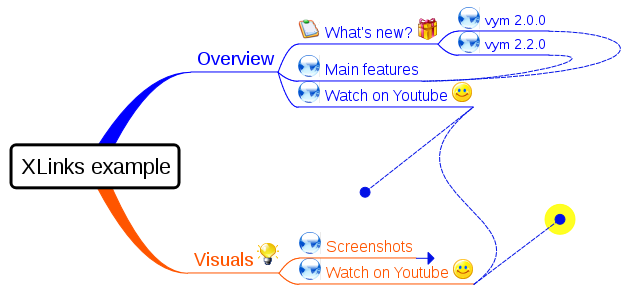 What's new?
vym 2.0.0
vym 2.2.0
Overview
Main features
Watch on Youtube
XLinks example
Visuals
Screenshots
Watch on Youtube